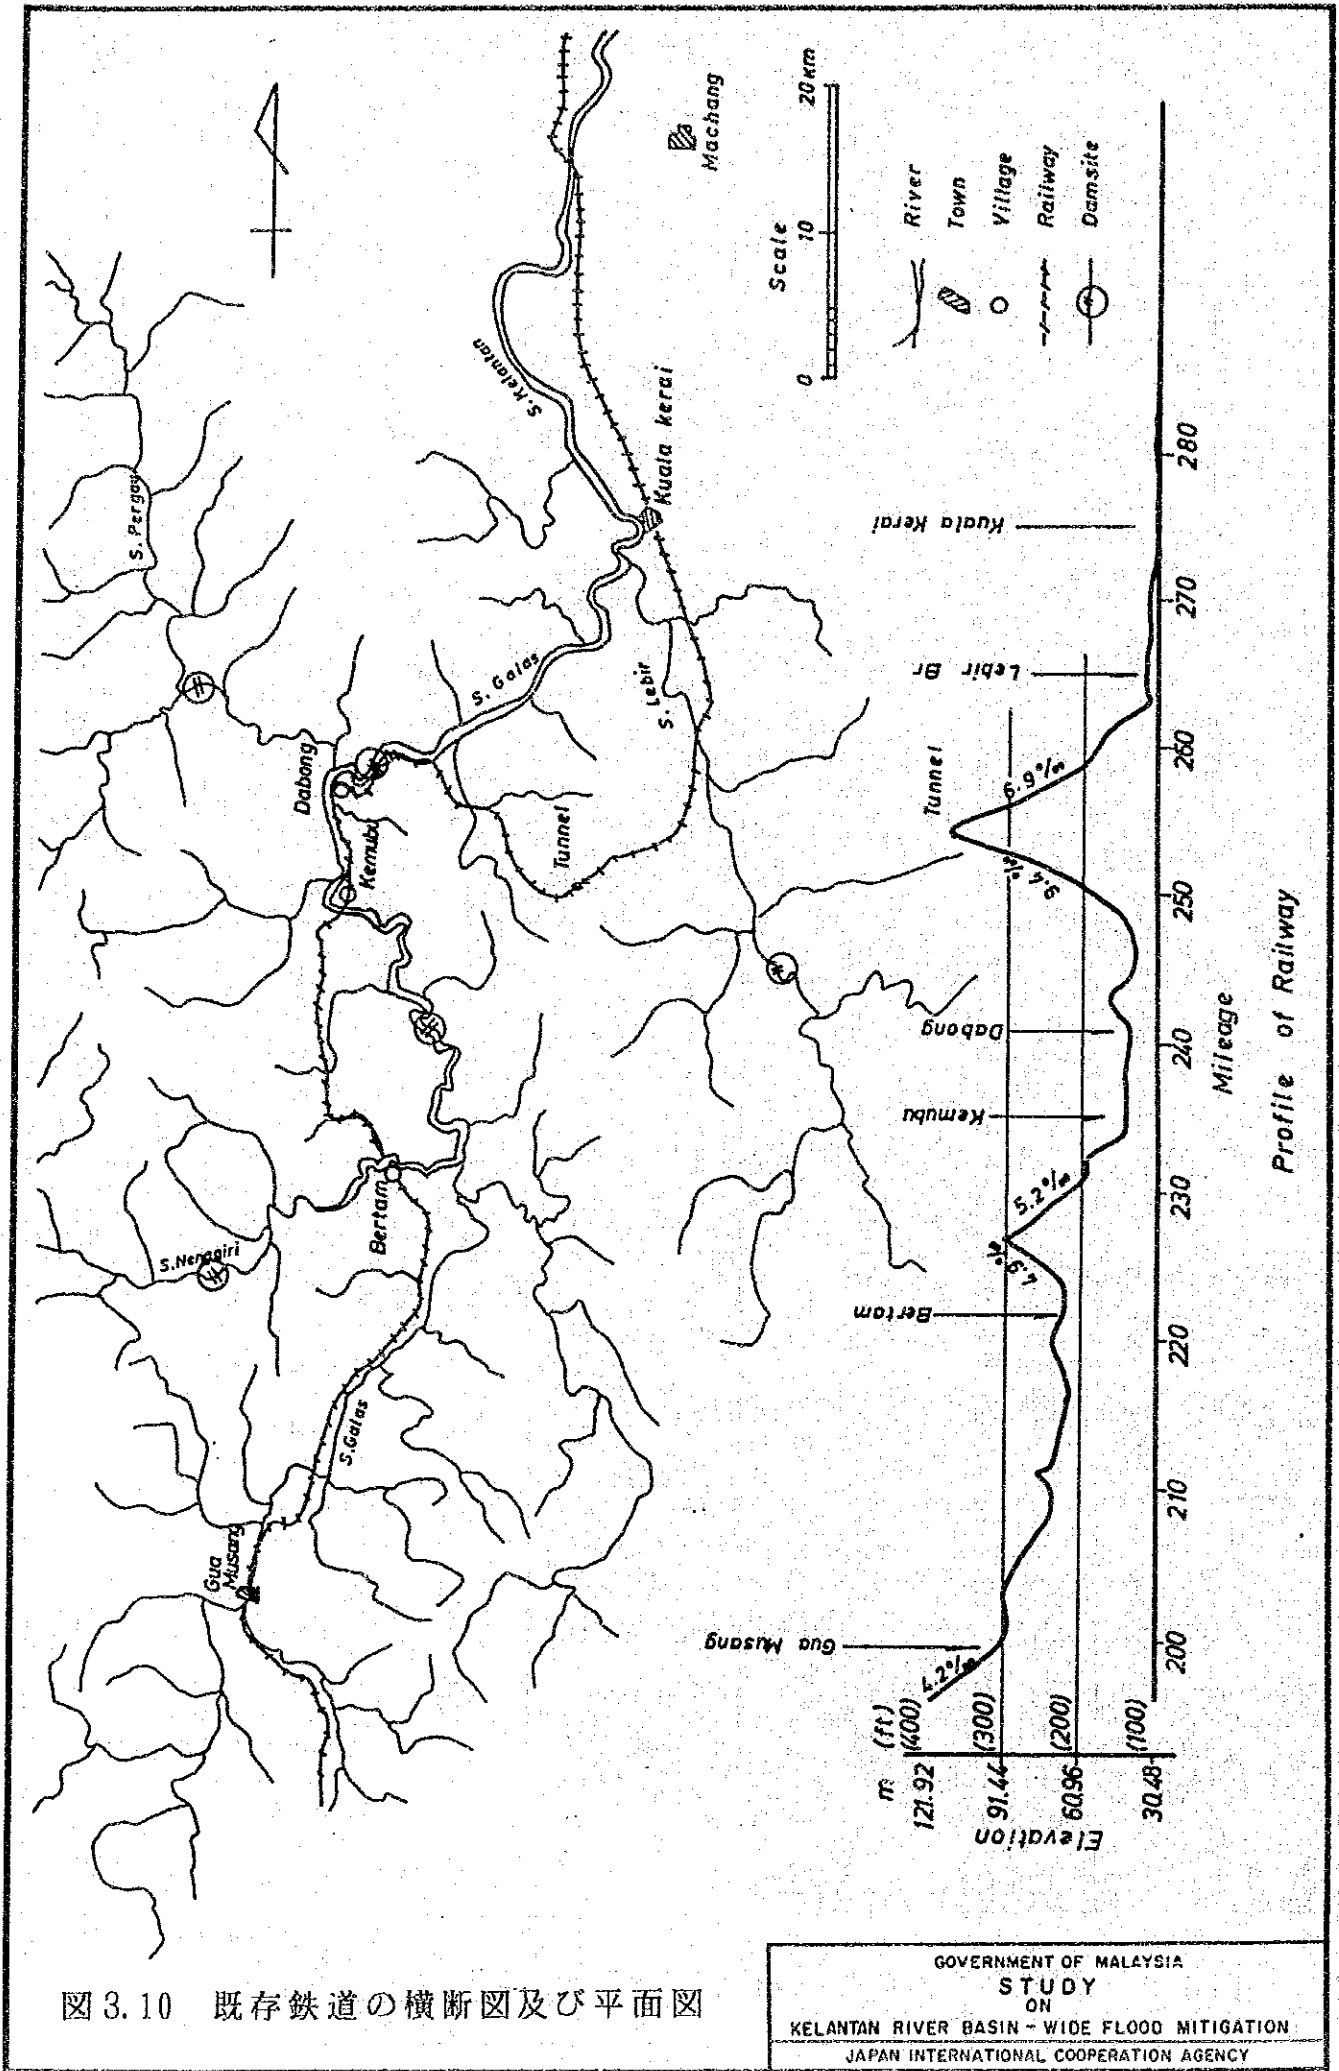 Machang
Scale
0
10
20 km
River
Town
Village
Railway
Damsite
S. Kelantan
Kuala kerai
S. Pergau
S. Galas
S. Lebir
Dabong
Kemubu
Tunnel
Bertam
S. Nenggiri
S. Galas
Gua
Musang
Elevation
m
(ft)
121.92
(400)
91.44
(300)
60.96
(200)
30.48
(100)
4.2‰
Gua Musang
Bertam
4.9‰
5.2‰
Kemubu
Dabong
9.4‰
Tunnel
6.9‰
Lebir Br
Kuala Kerai
200
210
220
230
240
250
260
270
280
Mileage
Profile of Railway
図 3.10 既存鉄道の横断図及び平面図
GOVERNMENT OF MALAYSIA
STUDY
ON
KELANTAN RIVER BASIN - WIDE FLOOD MITIGATION
JAPAN INTERNATIONAL COOPERATION AGENCY